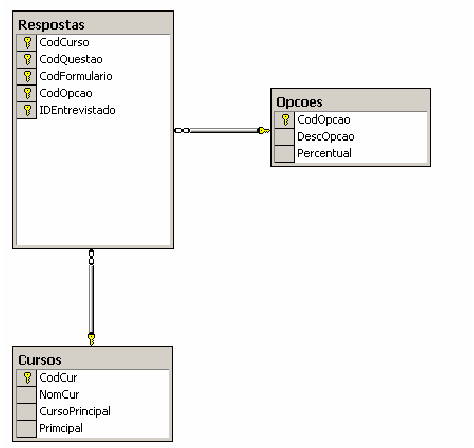 Respostas
CodCurso
CodQuestao
CodFormulario
CodOpcao
IDEntrevistado
Opcoes
CodOpcao
DescOpcao
Percentual
Cursos
CodCur
NomCur
CursoPrincipal
Primcipal